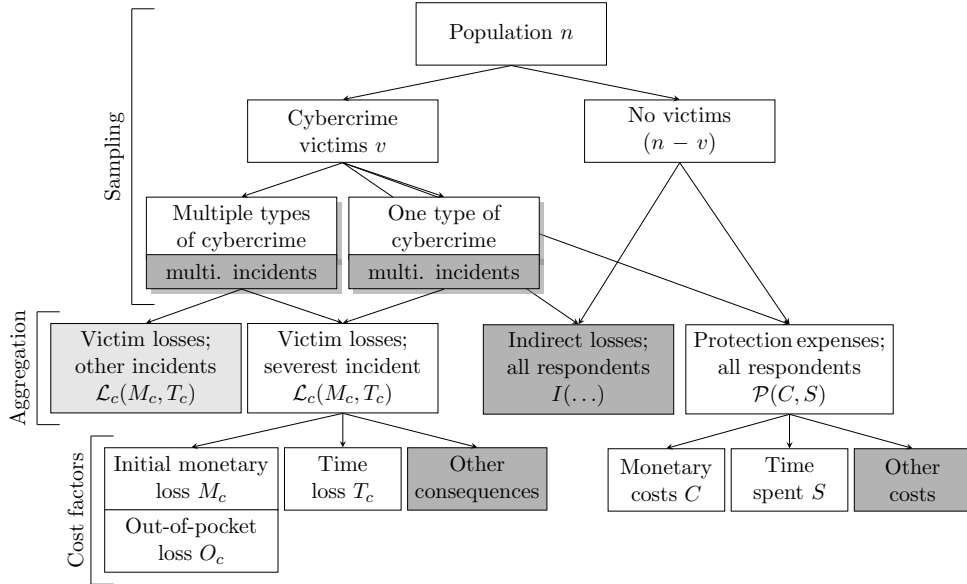 Population n
Cybercrime
victims v
No victims
(n − v)
Sampling
Multiple types
of cybercrime
multi. incidents
One type of
cybercrime
multi. incidents
Aggregation
Victim losses;
other incidents
ℒc(Mc, Tc)
Victim losses;
severest incident
ℒc(Mc, Tc)
Indirect losses;
all respondents
I(. . .)
Protection expenses;
all respondents
𝒫(C, S)
Cost factors
Initial monetary
loss Mc
Out-of-pocket
loss Oc
Time
loss Tc
Other
consequences
Monetary
costs C
Time
spent S
Other
costs